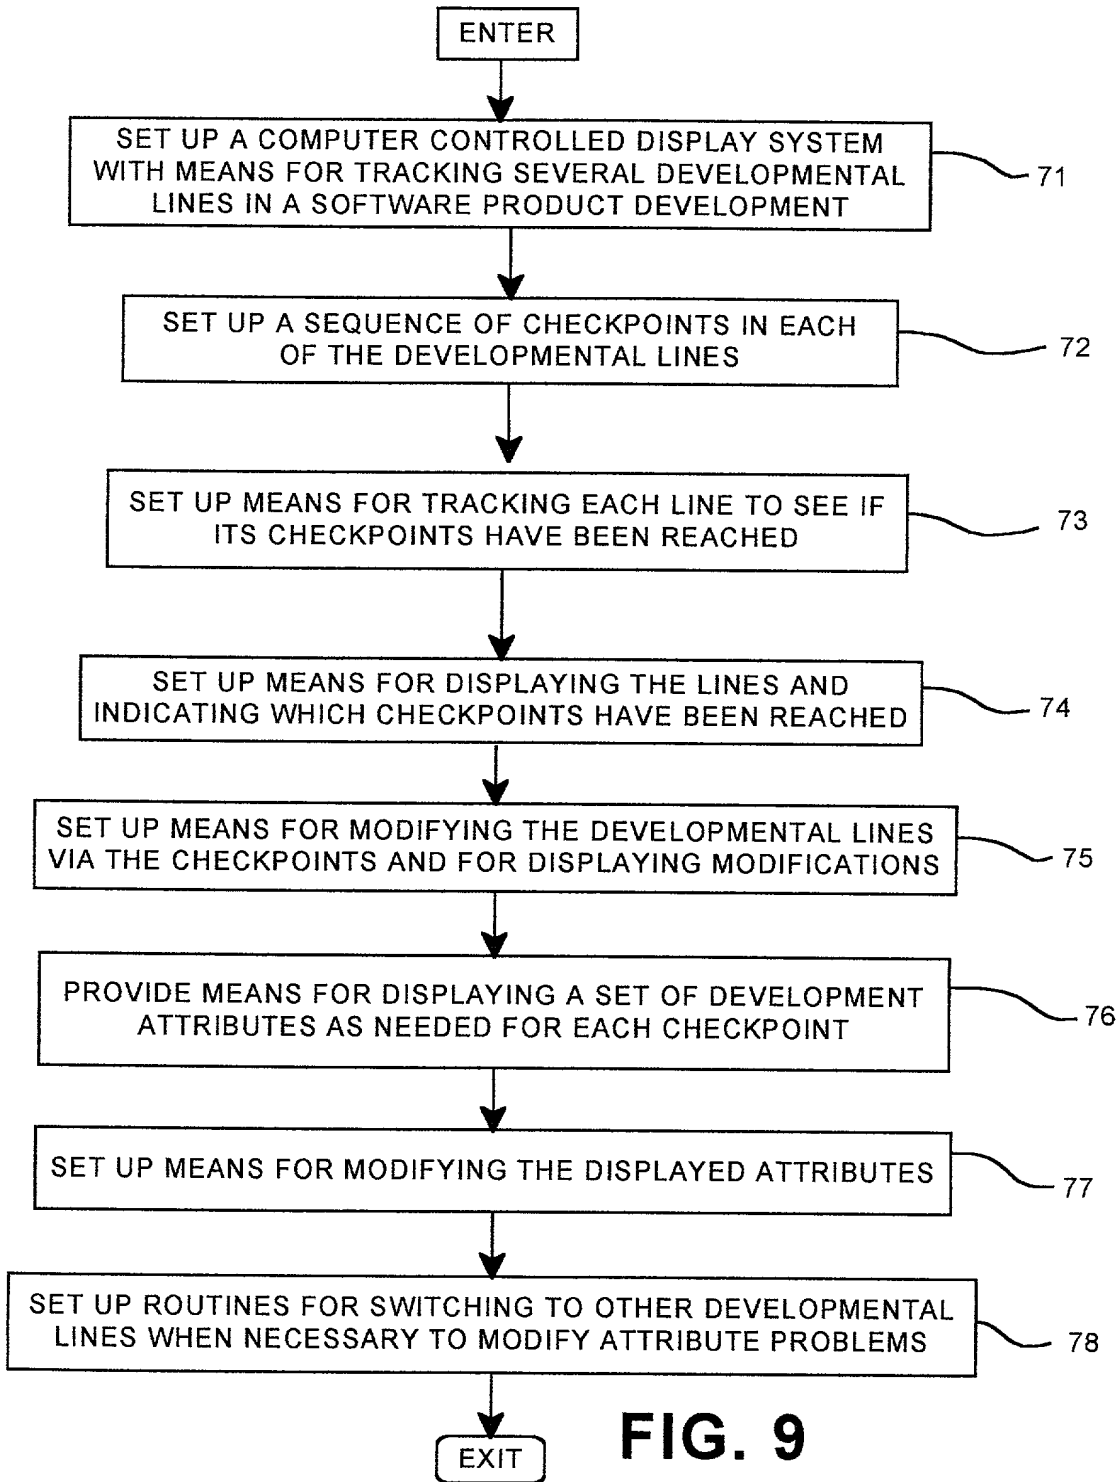 ENTER
SET UP A COMPUTER CONTROLLED DISPLAY SYSTEM
WITH MEANS FOR TRACKING SEVERAL DEVELOPMENTAL
LINES IN A SOFTWARE PRODUCT DEVELOPMENT
71
SET UP A SEQUENCE OF CHECKPOINTS IN EACH
OF THE DEVELOPMENTAL LINES
72
SET UP MEANS FOR TRACKING EACH LINE TO SEE IF
ITS CHECKPOINTS HAVE BEEN REACHED
73
SET UP MEANS FOR DISPLAYING THE LINES AND
INDICATING WHICH CHECKPOINTS HAVE BEEN REACHED
74
SET UP MEANS FOR MODIFYING THE DEVELOPMENTAL LINES
VIA THE CHECKPOINTS AND FOR DISPLAYING MODIFICATIONS
75
PROVIDE MEANS FOR DISPLAYING A SET OF DEVELOPMENT
ATTRIBUTES AS NEEDED FOR EACH CHECKPOINT
76
SET UP MEANS FOR MODIFYING THE DISPLAYED ATTRIBUTES
77
SET UP ROUTINES FOR SWITCHING TO OTHER DEVELOPMENTAL
LINES WHEN NECESSARY TO MODIFY ATTRIBUTE PROBLEMS
78
EXIT
FIG. 9